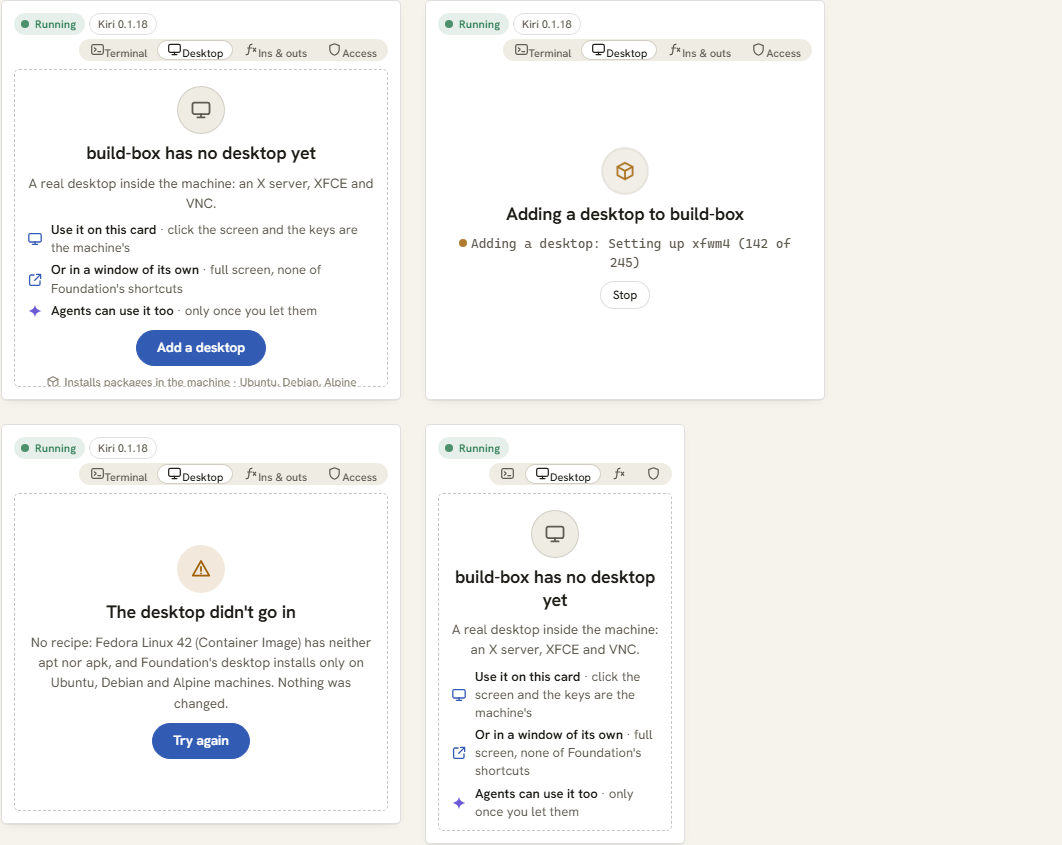 Running
Kiri 0.1.18
Terminal
Desktop
fx Ins & outs
Access
build-box has no desktop yet
A real desktop inside the machine: an X server, XFCE and
VNC.
Use it on this card · click the screen and the keys are
the machine's
Or in a window of its own · full screen, none of
Foundation's shortcuts
Agents can use it too · only once you let them
Add a desktop
Installs packages in the machine · Ubuntu, Debian, Alpine
Running
Kiri 0.1.18
Terminal
Desktop
fx Ins & outs
Access
Adding a desktop to build-box
Adding a desktop: Setting up xfwm4 (142 of
245)
Stop
Running
Kiri 0.1.18
Terminal
Desktop
fx Ins & outs
Access
The desktop didn't go in
No recipe: Fedora Linux 42 (Container Image) has neither
apt nor apk, and Foundation's desktop installs only on
Ubuntu, Debian and Alpine machines. Nothing was
changed.
Try again
Running
Desktop
fx
build-box has no desktop
yet
A real desktop inside the machine:
an X server, XFCE and VNC.
Use it on this card · click the
screen and the keys are the
machine's
Or in a window of its own · full
screen, none of Foundation's
shortcuts
Agents can use it too · only
once you let them